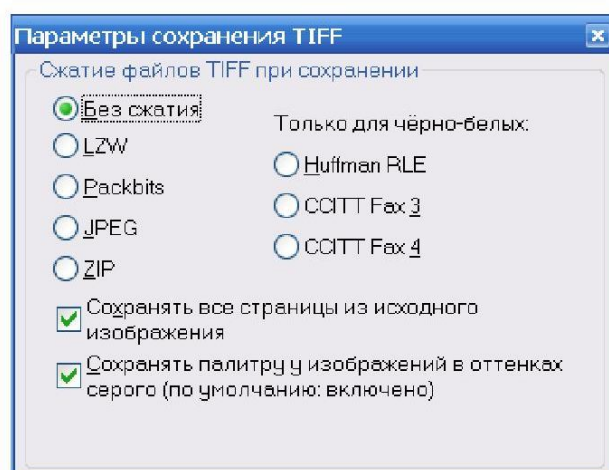 Параметры сохранения TIFF
Сжатие файлов TIFF при сохранении
Без сжатия
LZW
Packbits
JPEG
ZIP
Только для чёрно-белых:
Huffman RLE
CCITT Fax 3
CCITT Fax 4
Сохранять все страницы из исходного
изображения
Сохранять палитру у изображений в оттенках
серого (по умолчанию: включено)